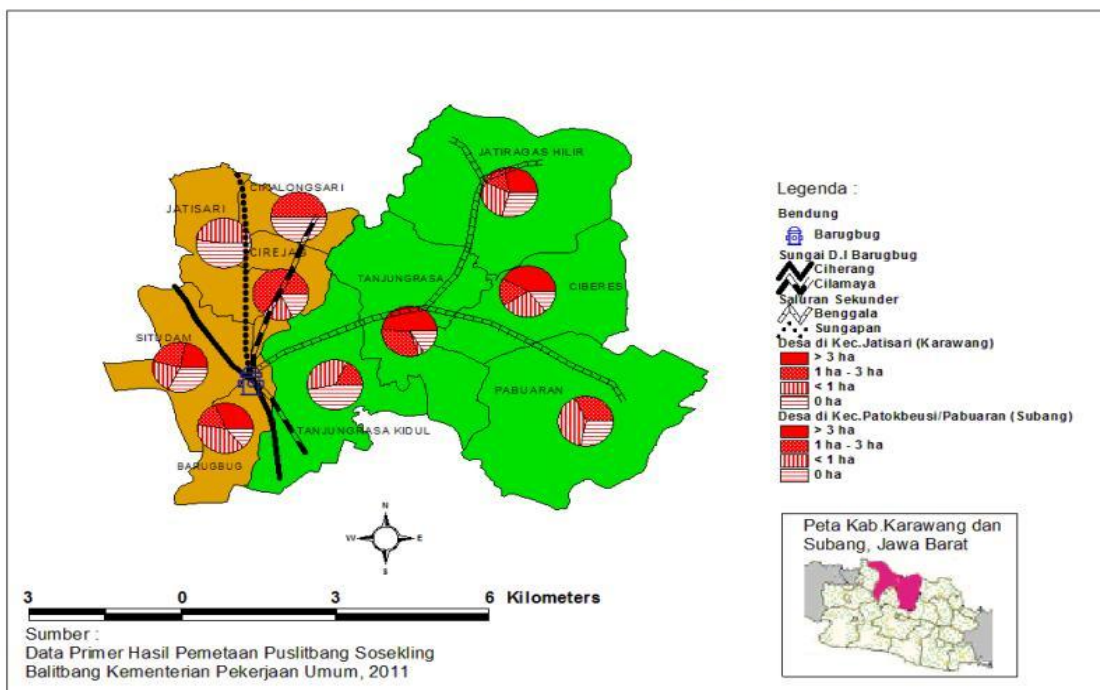 JATIRAGAS HILIR
CIKALONGSARI
JATISARI
CIREJAG
TANJUNGRASA
CIBERES
SITUDAM
PABUARAN
TANJUNGRASA KIDUL
BARUGBUG
N
W E
S
3 0 3 6 Kilometers
Sumber :
Data Primer Hasil Pemetaan Puslitbang Sosekling
Balitbang Kementerian Pekerjaan Umum, 2011
Legenda :
Bendung
Barugbug
Sungai D.I Barugbug
Ciherang
Cilamaya
Saluran Sekunder
Benggala
Sungapan
Desa di Kec.Jatisari (Karawang)
> 3 ha
1 ha - 3 ha
< 1 ha
0 ha
Desa di Kec.Patokbeusi/Pabuaran (Subang)
> 3 ha
1 ha - 3 ha
< 1 ha
0 ha
Peta Kab.Karawang dan
Subang, Jawa Barat